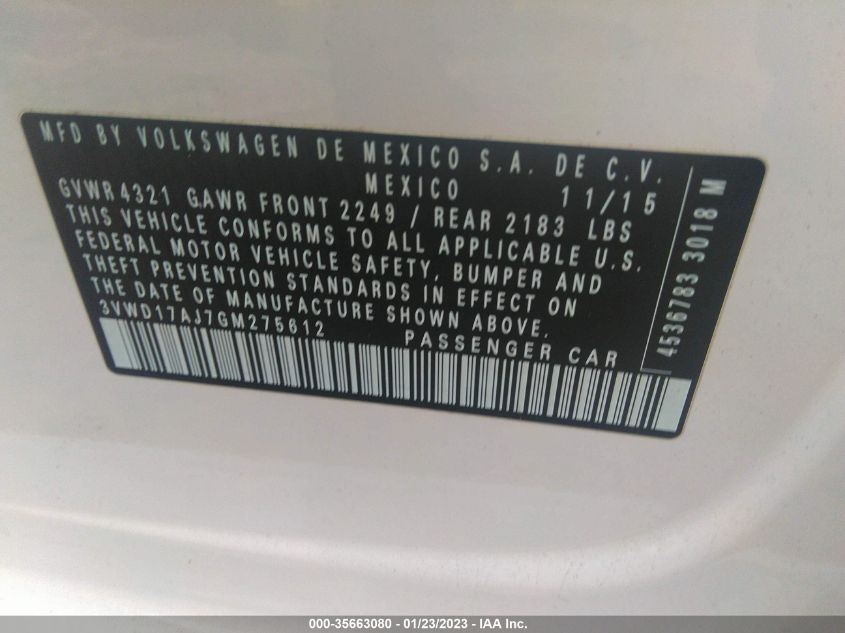 MFD BY VOLKSWAGEN DE MEXICO S.A. DE C.V.
MEXICO 11/15
GVWR 4321 GAWR FRONT 2249 / REAR 2183 LBS
THIS VEHICLE CONFORMS TO ALL APPLICABLE U.S.
FEDERAL MOTOR VEHICLE SAFETY, BUMPER AND
THEFT PREVENTION STANDARDS IN EFFECT ON
THE DATE OF MANUFACTURE SHOWN ABOVE.
3VWD17AJ7GM275612 PASSENGER CAR
4536783 3018 M
000-35663080 - 01/23/2023 - IAA Inc.